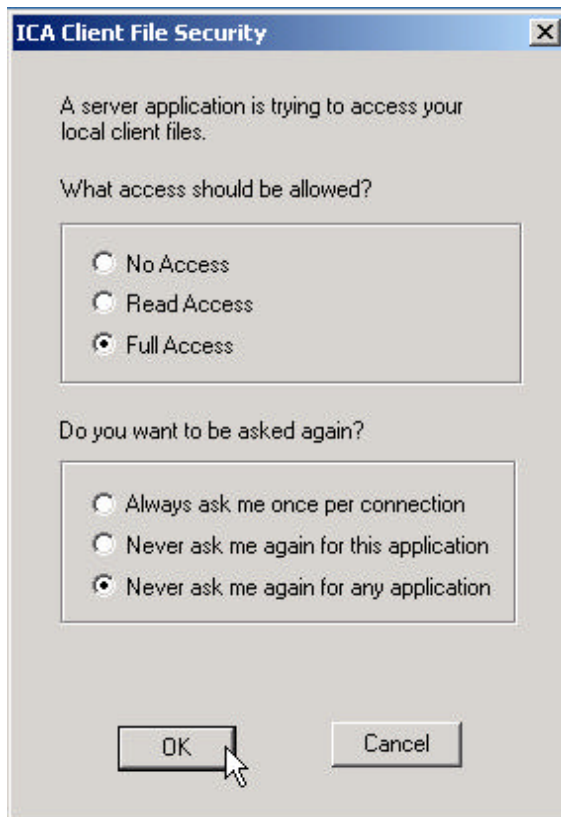 ICA Client File Security
A server application is trying to access your
local client files.
What access should be allowed?
No Access
Read Access
Full Access
Do you want to be asked again?
Always ask me once per connection
Never ask me again for this application
Never ask me again for any application
OK
Cancel